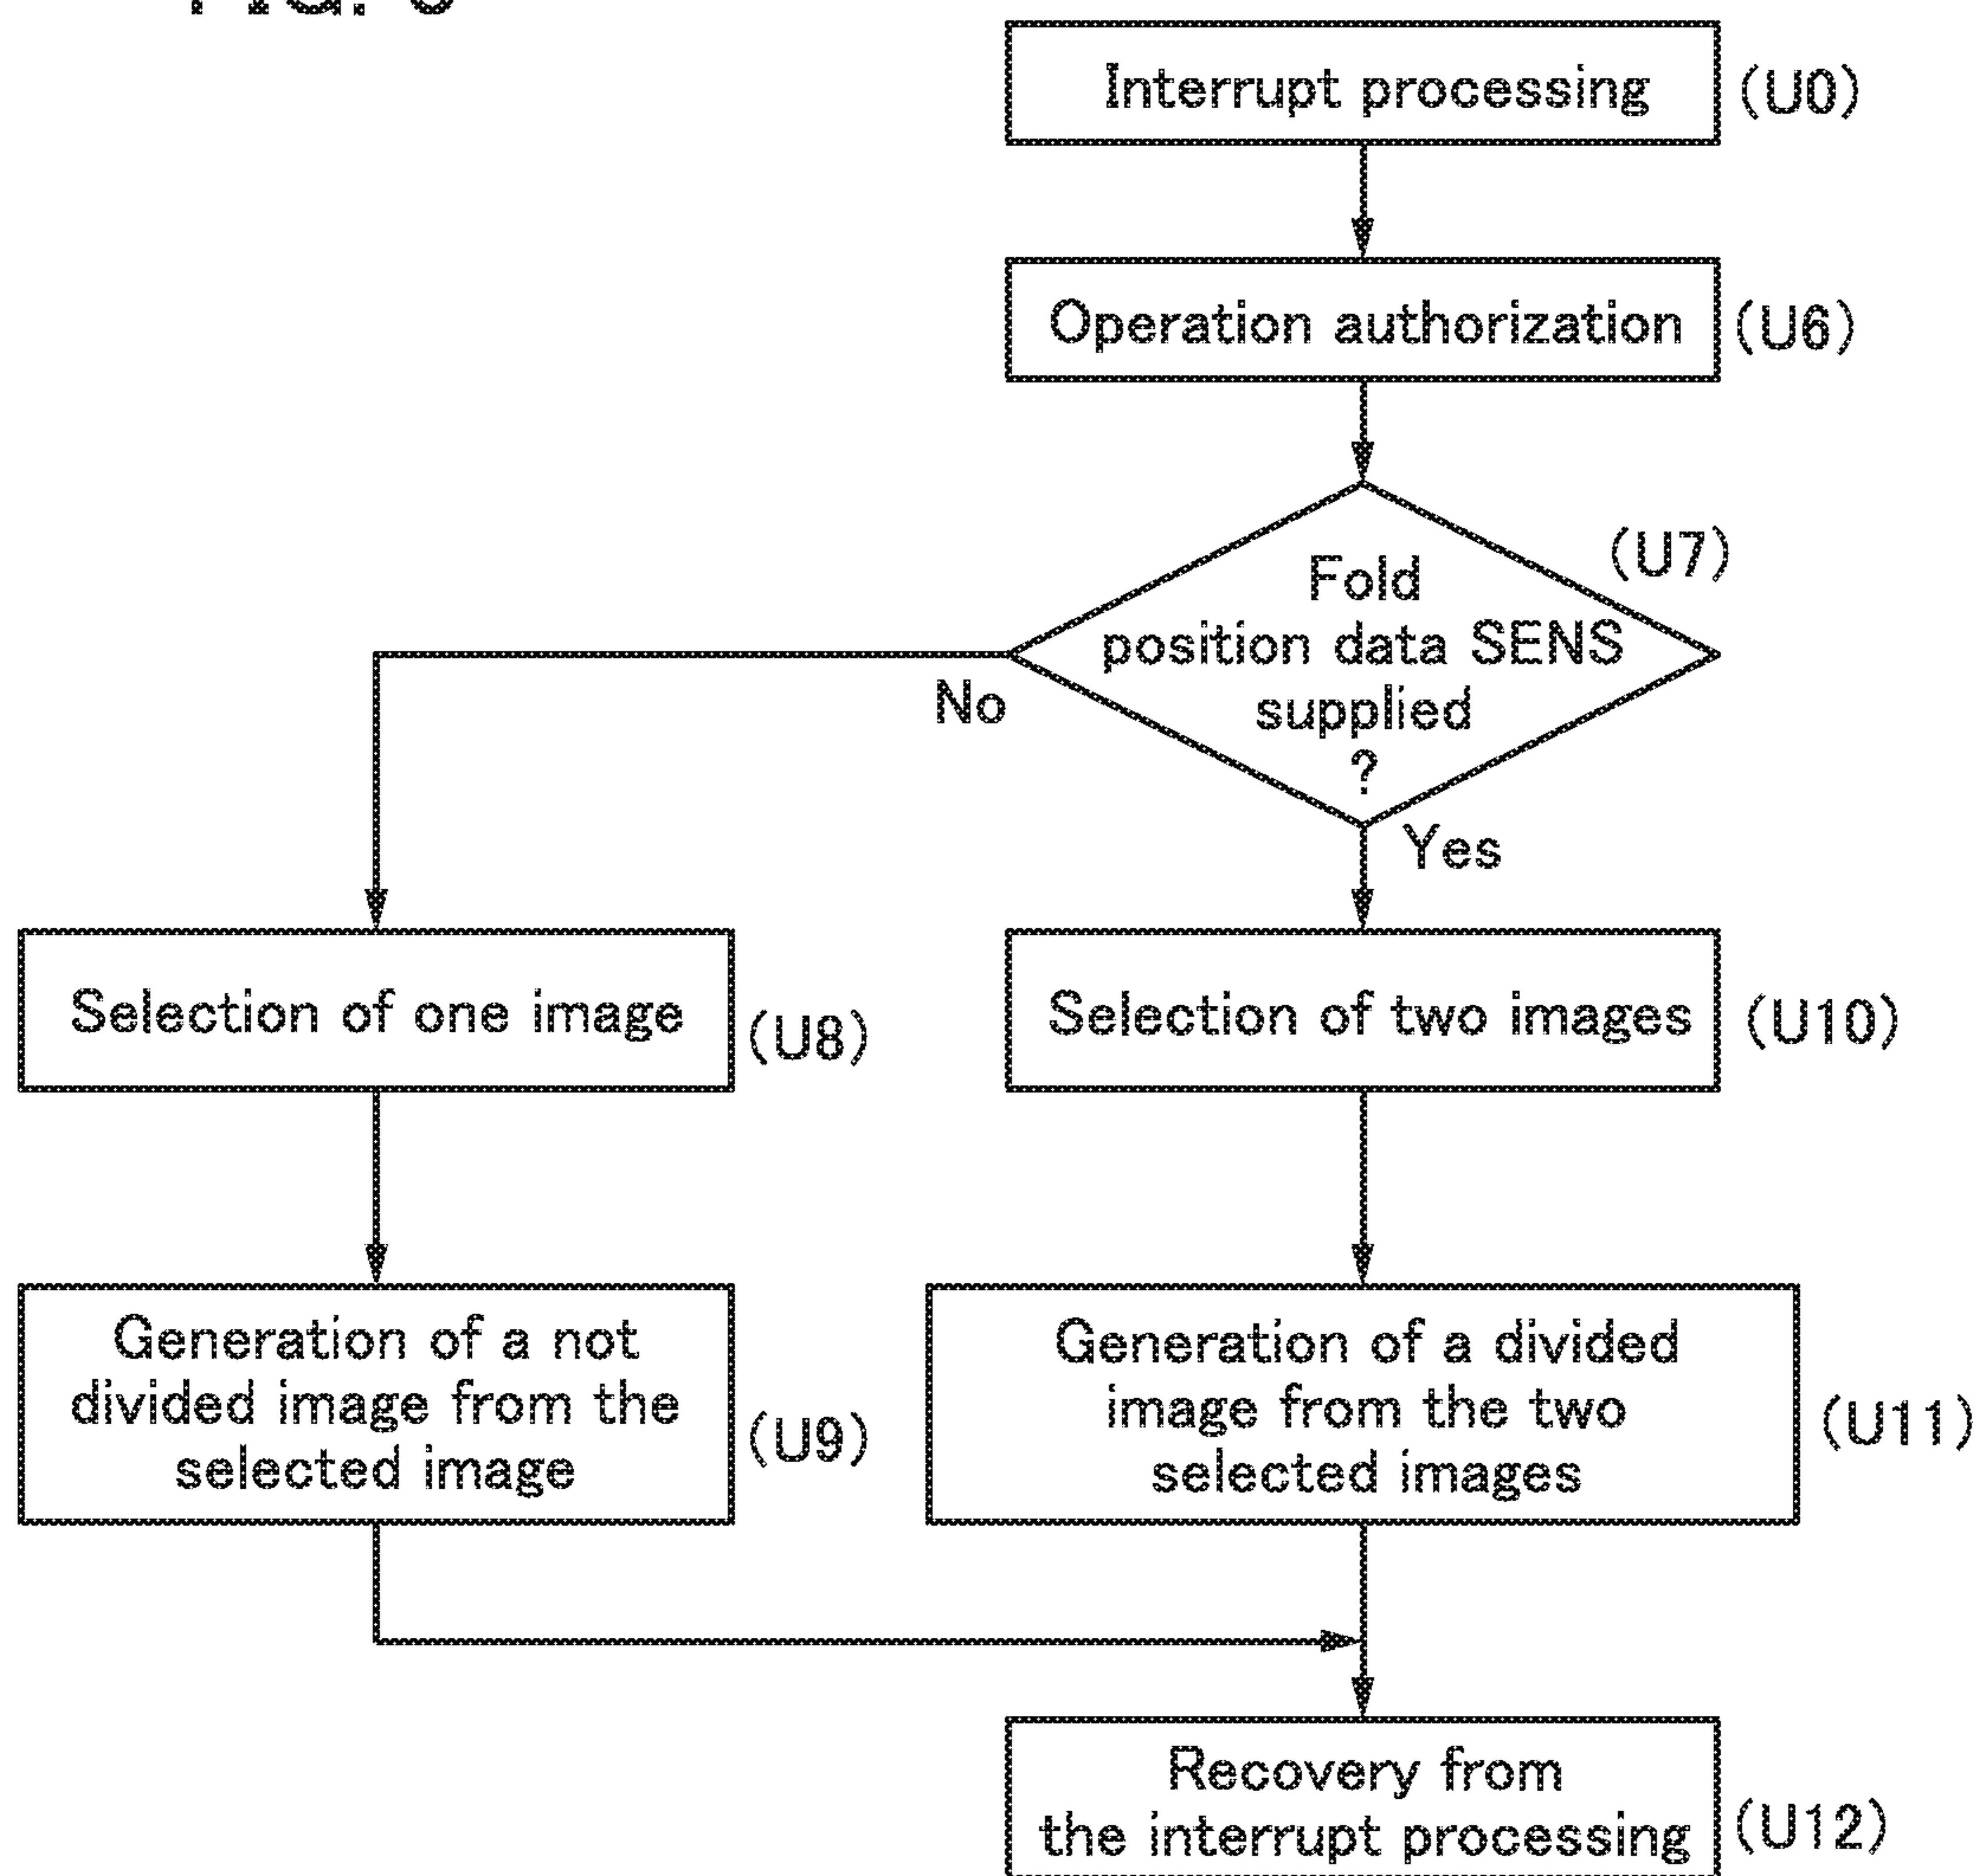 Interrupt processing (U0)
Operation authorization (U6)
(U7)
Fold
position data SENS
supplied
?
No
Yes
Selection of one image (U8)
Selection of two images (U10)
Generation of a not
divided image from the
selected image
(U9)
Generation of a divided
image from the two
selected images
(U11)
Recovery from
the interrupt processing (U12)